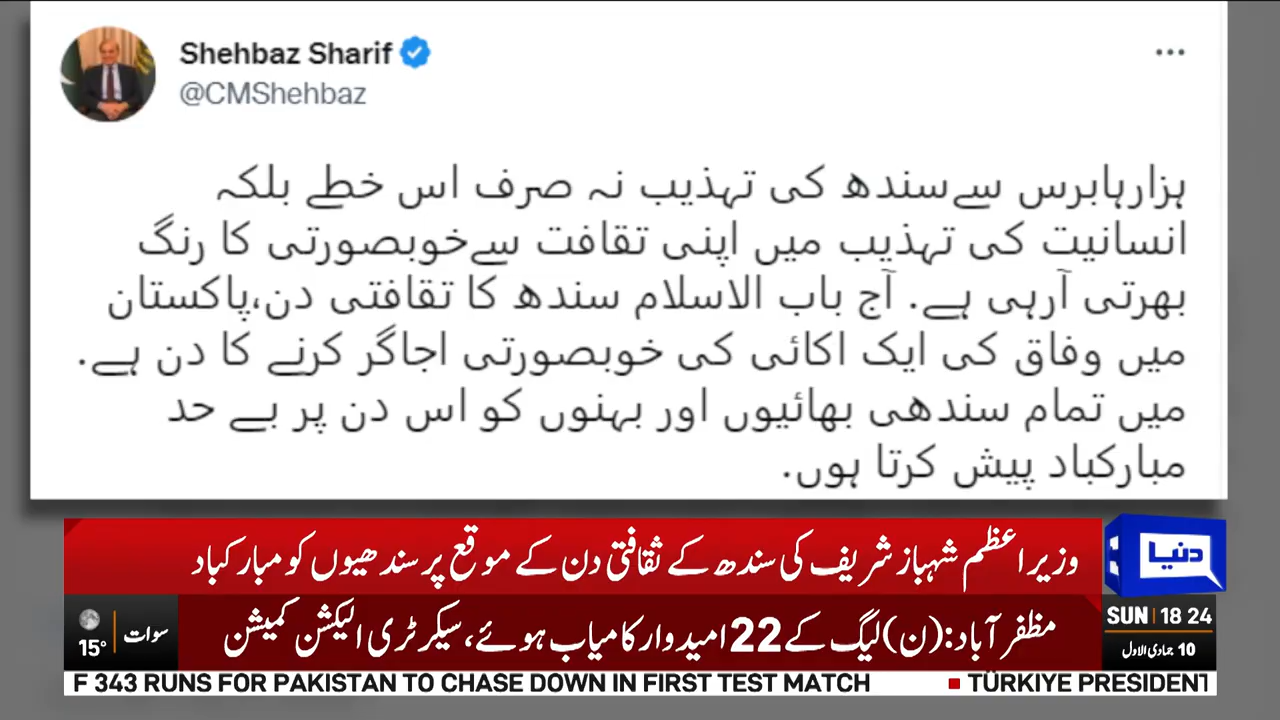 Shehbaz Sharif
@CMShehbaz
ہزارہابرس سےسندھ کی تہذیب نہ صرف اس خطے بلکہ
انسانیت کی تہذیب میں اپنی تقافت سےخوبصورتی کا رنگ
بھرتی آرہی ہے. آج باب الاسلام سندھ کا تقافتی دن،پاکستان
میں وفاق کی ایک اکائی کی خوبصورتی اجاگر کرنے کا دن ہے.
میں تمام سندھی بھائیوں اور بہنوں کو اس دن پر بے حد
مبارکباد پیش کرتا ہوں.
وزیراعظم شہباز شریف کی سندھ کے ثقافتی دن کے موقع پر سندھیوں کو مبارکباد
دنیا
مظفر آباد:(ن) لیگ کے 22 امیدوار کامیاب ہوئے، سیکرٹری الیکشن کمیشن
سوات
15°
SUN 18 24
10 جمادی الاول
F 343 RUNS FOR PAKISTAN TO CHASE DOWN IN FIRST TEST MATCH TÜRKIYE PRESIDENT